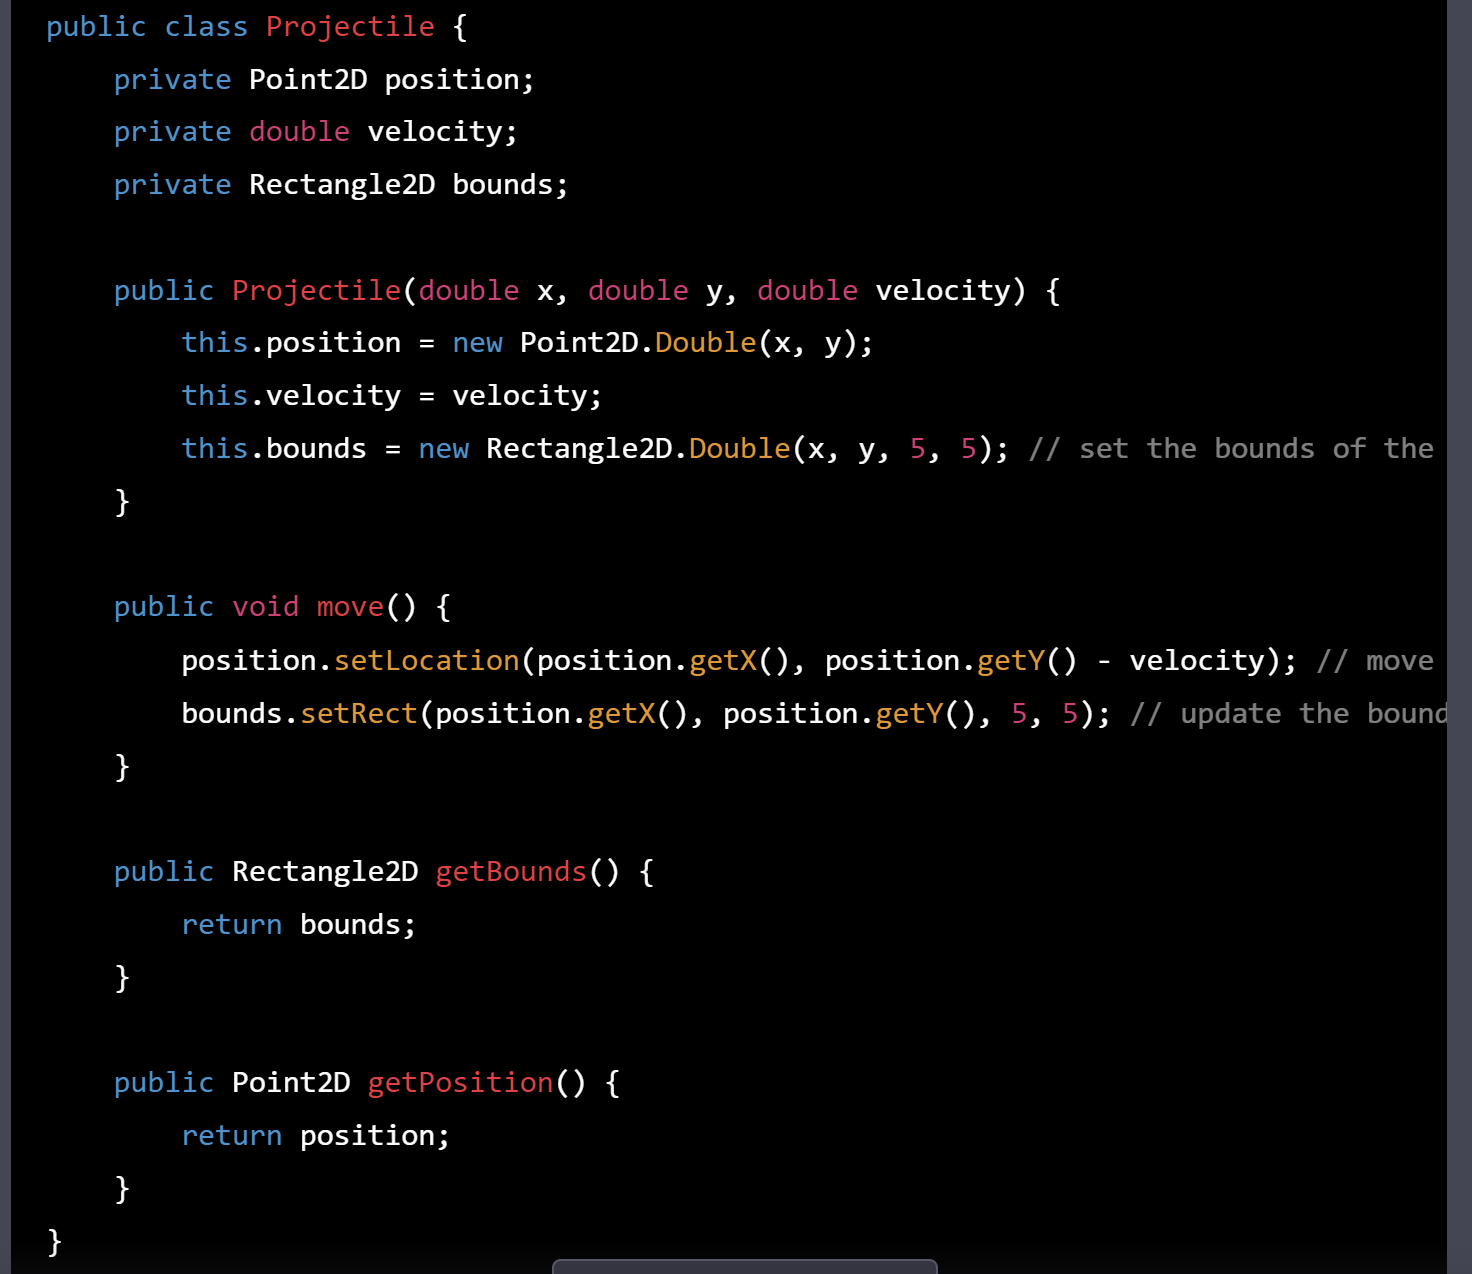 public class Projectile {
    private Point2D position;
    private double velocity;
    private Rectangle2D bounds;

    public Projectile(double x, double y, double velocity) {
        this.position = new Point2D.Double(x, y);
        this.velocity = velocity;
        this.bounds = new Rectangle2D.Double(x, y, 5, 5); // set the bounds of the
    }

    public void move() {
        position.setLocation(position.getX(), position.getY() - velocity); // move
        bounds.setRect(position.getX(), position.getY(), 5, 5); // update the bound
    }

    public Rectangle2D getBounds() {
        return bounds;
    }

    public Point2D getPosition() {
        return position;
    }
}